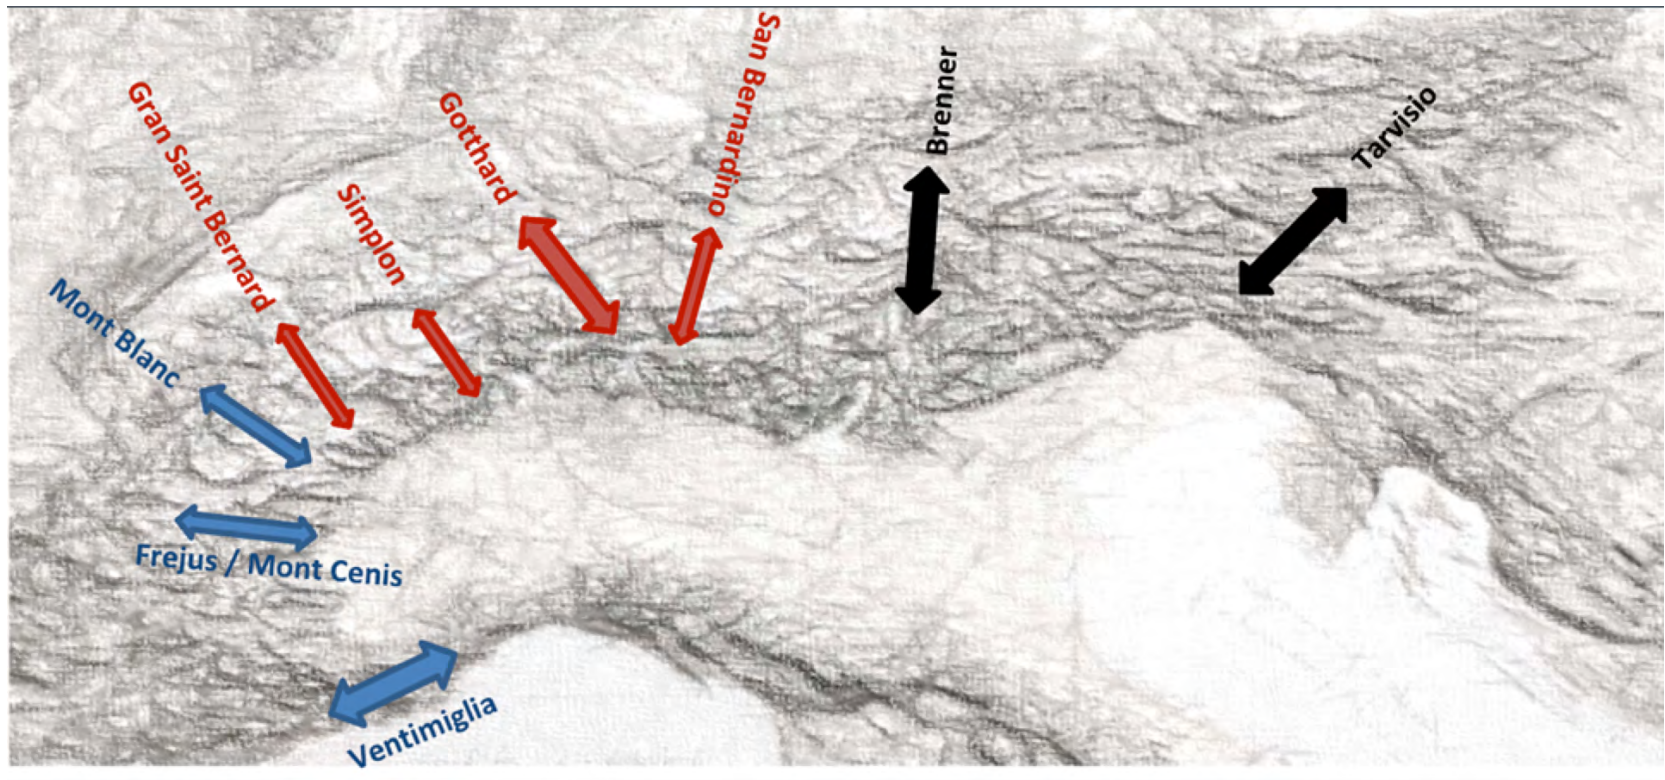 San Bernardino
Brenner
Gran Saint Bernard
Gotthard
Tarvisio
Simplon
Mont Blanc
Frejus / Mont Cenis
Ventimiglia